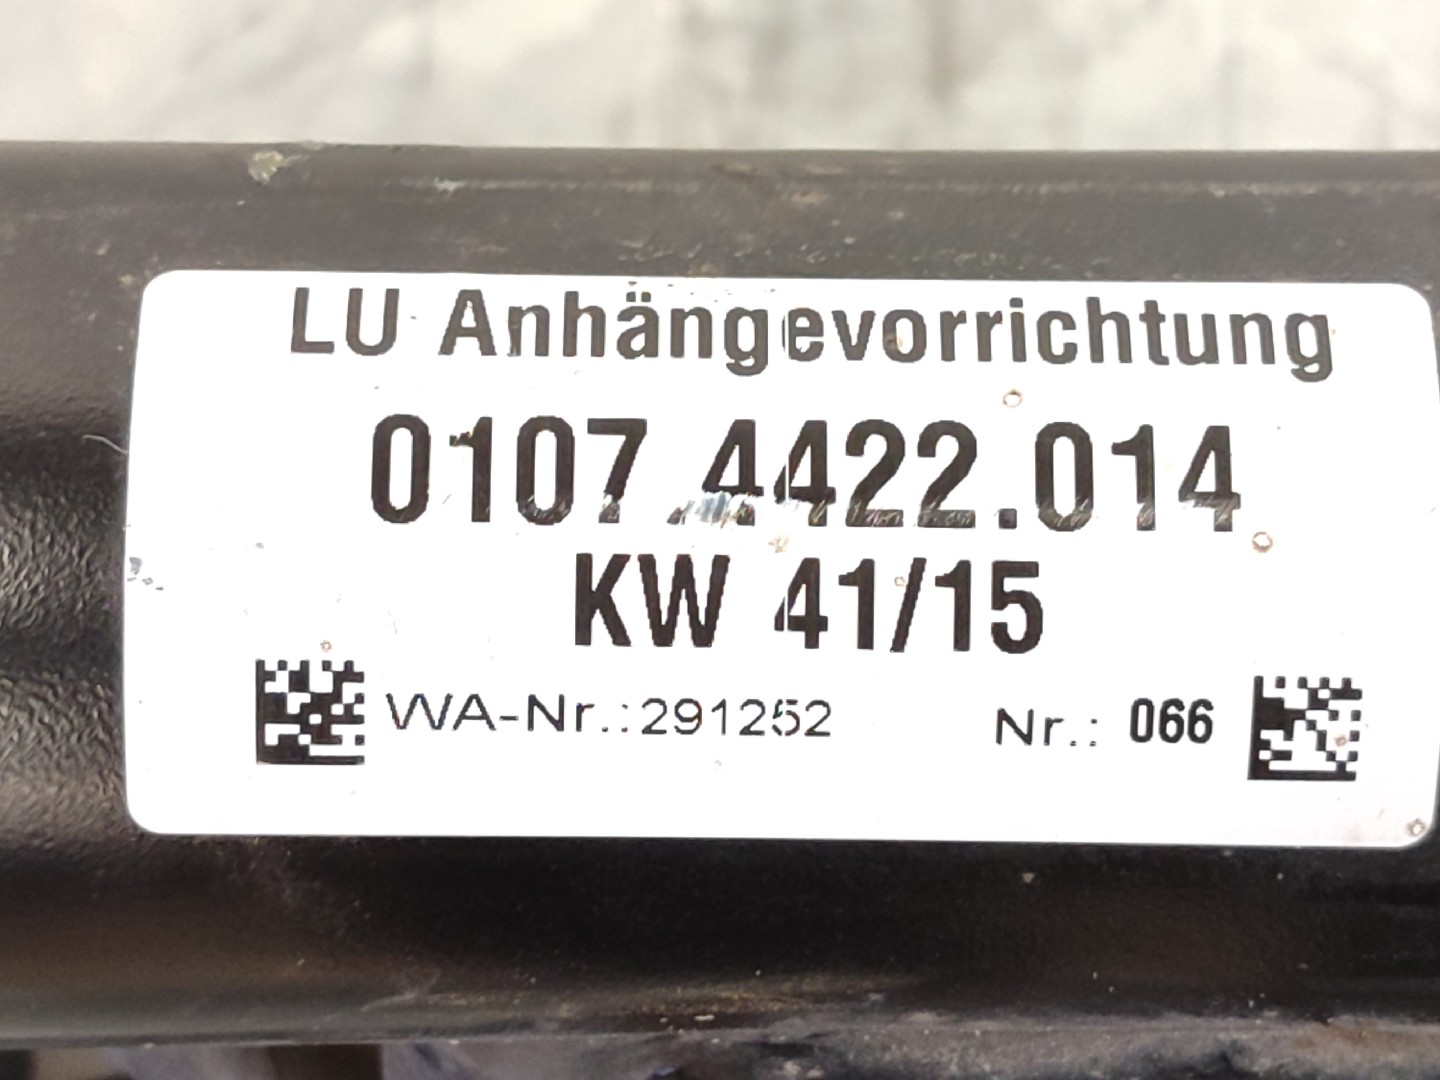 LU Anhängevorrichtung
0107.4422.014
KW 41/15
WA-Nr.:291252 Nr.: 066